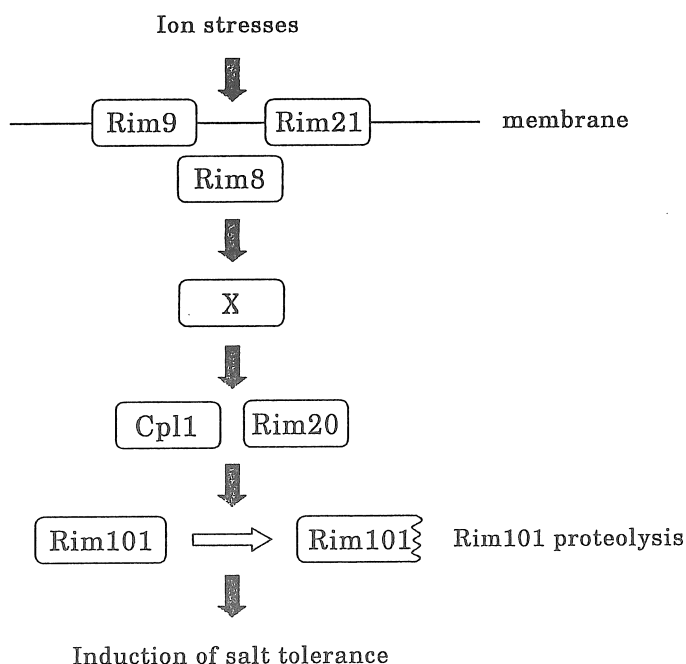 Ion stresses
Rim9
Rim21
membrane
Rim8
X
Cpl1
Rim20
Rim101
Rim101
Rim101 proteolysis
Induction of salt tolerance